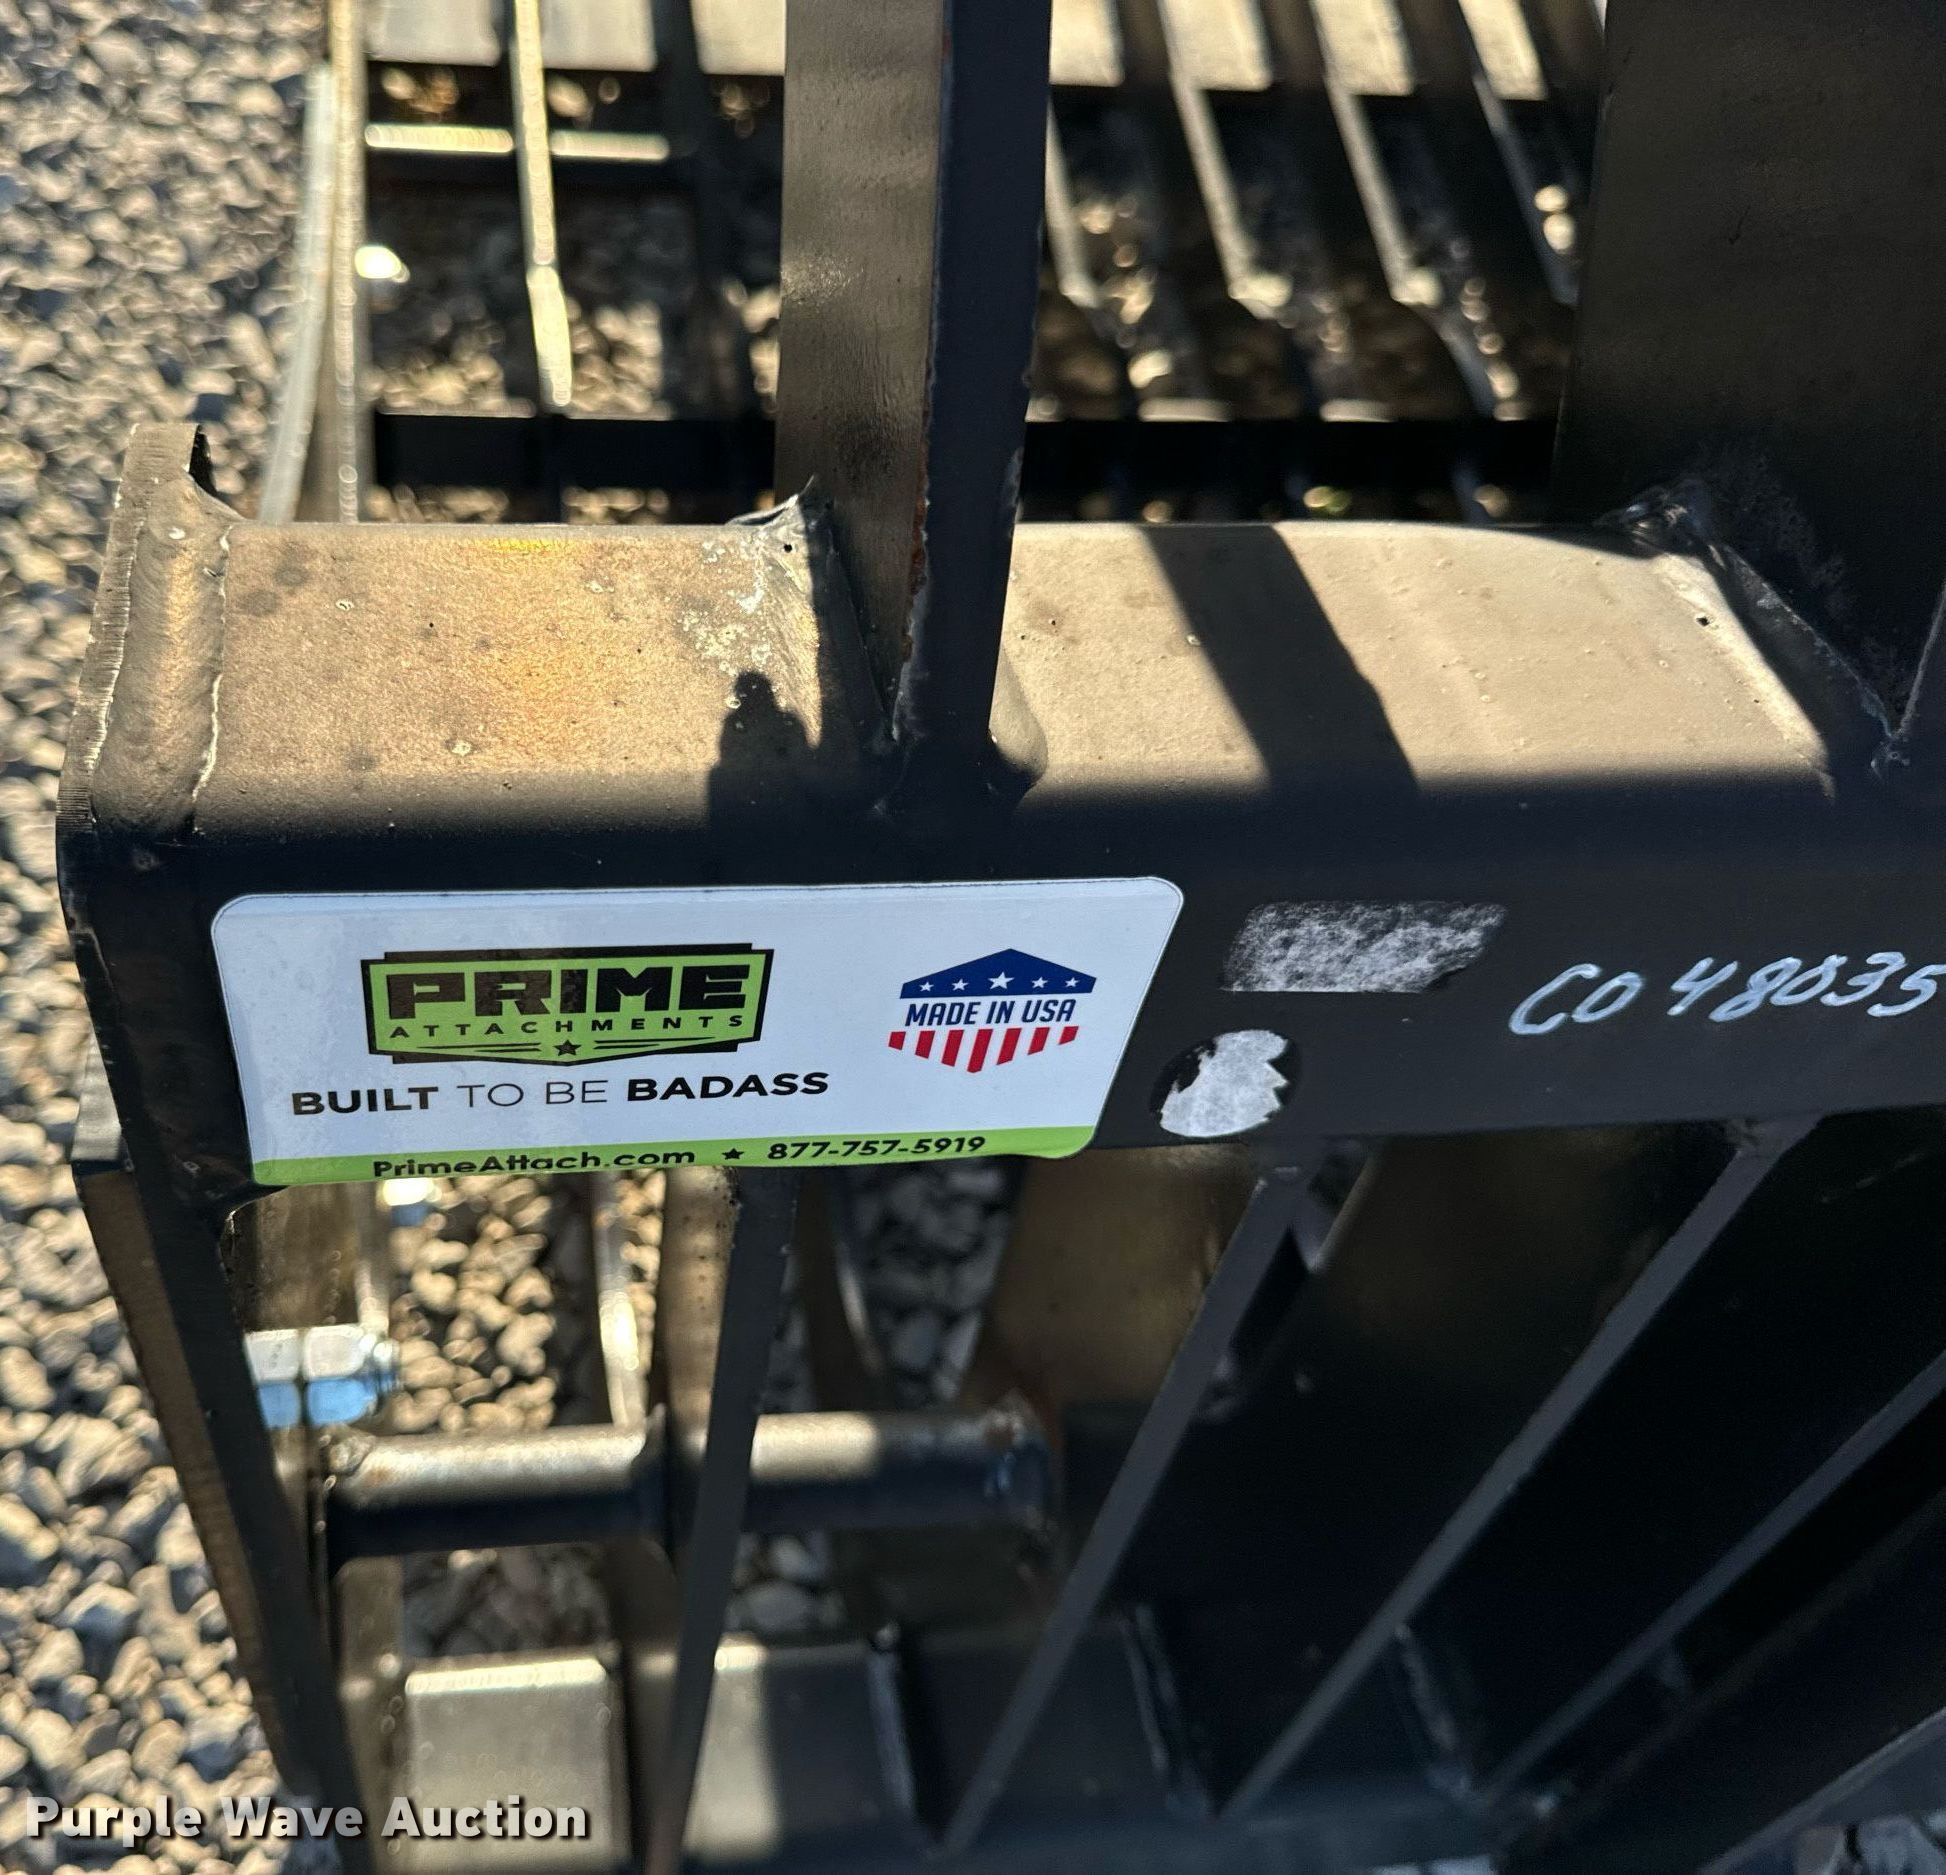 PRIME
ATTACHMENTS
BUILT TO BE BADASS
MADE IN USA
PrimeAttach.com ★ 877-757-5919
CO 48035
Purple Wave Auction